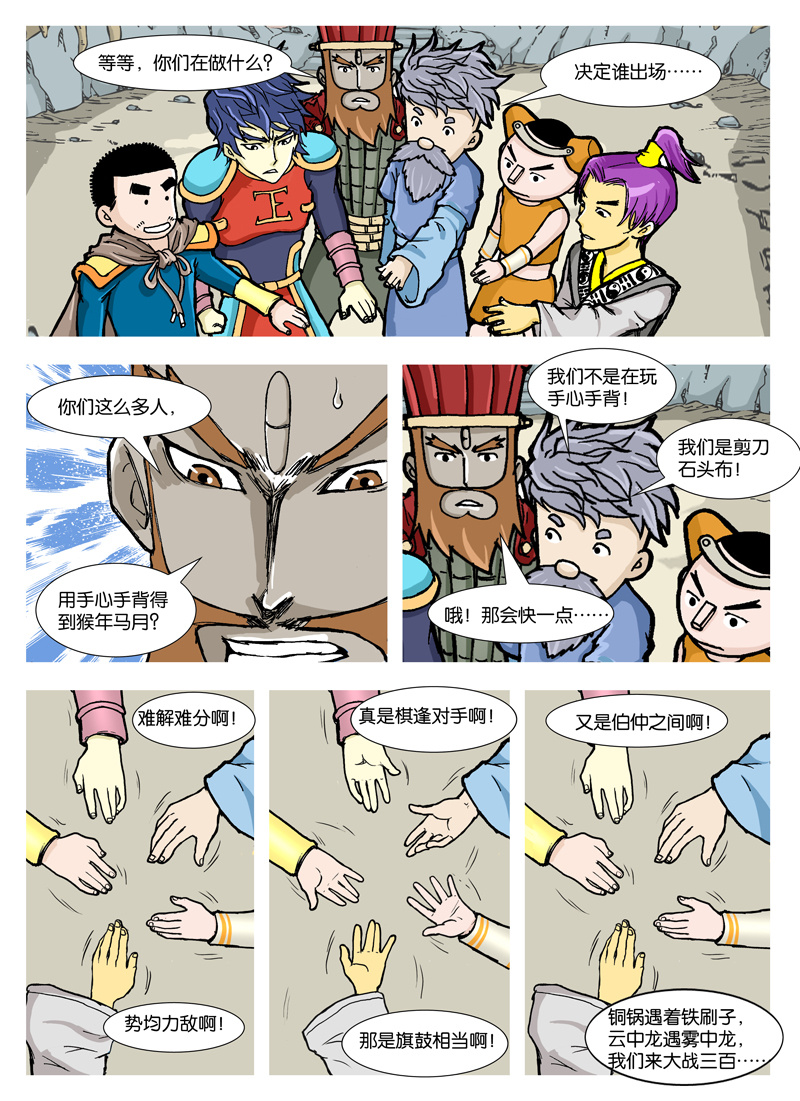 等等，你们在做什么？
决定谁出场……
王
你们这么多人，
用手心手背得
到猴年马月？
我们不是在玩
手心手背！
我们是剪刀
石头布！
哦！那会快一点……
难解难分啊！
势均力敌啊！
真是棋逢对手啊！
那是旗鼓相当啊！
又是伯仲之间啊！
铜锅遇着铁刷子，
云中龙遇雾中龙，
我们来大战三百……